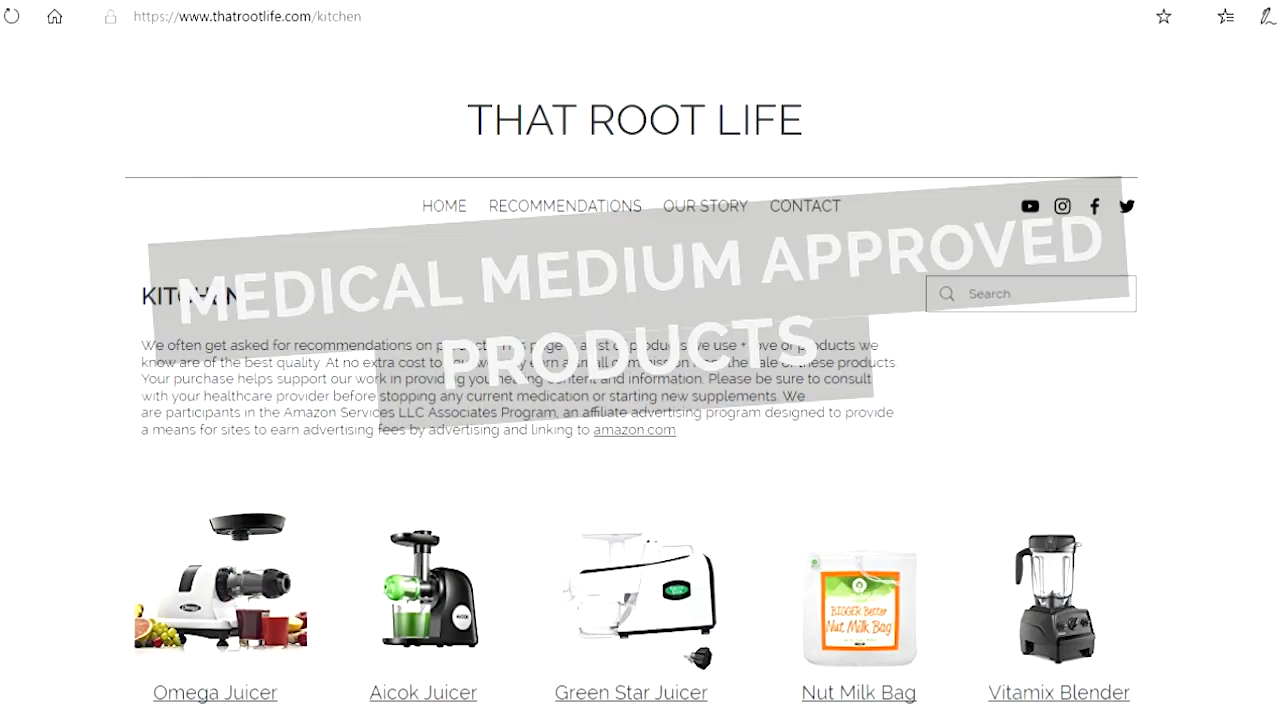 https://www.thatrootlife.com/kitchen
THAT ROOT LIFE
HOME RECOMMENDATIONS OUR STORY CONTACT
MEDICAL MEDIUM APPROVED
PRODUCTS
KITCHEN
Search
We often get asked for recommendations on products. This page is a list of products we use + love or products we
know are of the best quality. At no extra cost to you, we may earn a small commission from the sale of these products.
Your purchase helps support our work in providing you healing content and information. Please be sure to consult
with your healthcare provider before stopping any current medication or starting new supplements. We
are participants in the Amazon Services LLC Associates Program, an affiliate advertising program designed to provide
a means for sites to earn advertising fees by advertising and linking to amazon.com
Omega
AICOK
BIGGER Better
Nut Milk Bag
Omega Juicer Aicok Juicer Green Star Juicer Nut Milk Bag Vitamix Blender